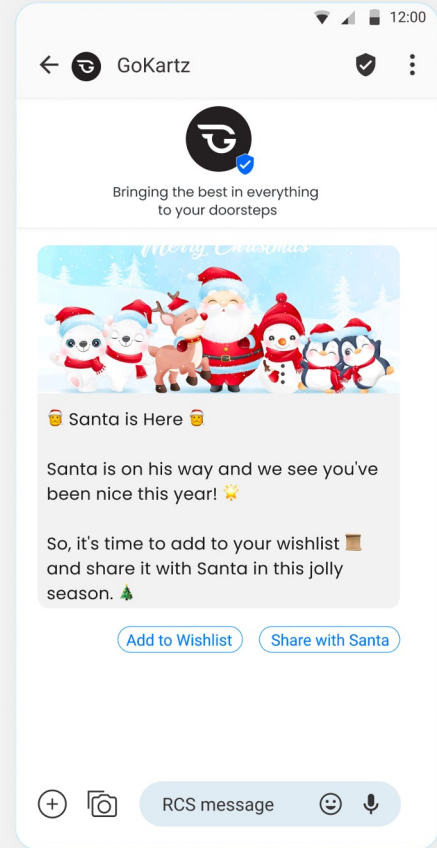 12:00
GoKartz
Bringing the best in everything
to your doorsteps
Merry Christmas
🎅 Santa is Here 🎅
Santa is on his way and we see you've
been nice this year! 🌟
So, it's time to add to your wishlist 📜
and share it with Santa in this jolly
season. 🎄
Add to Wishlist
Share with Santa
RCS message